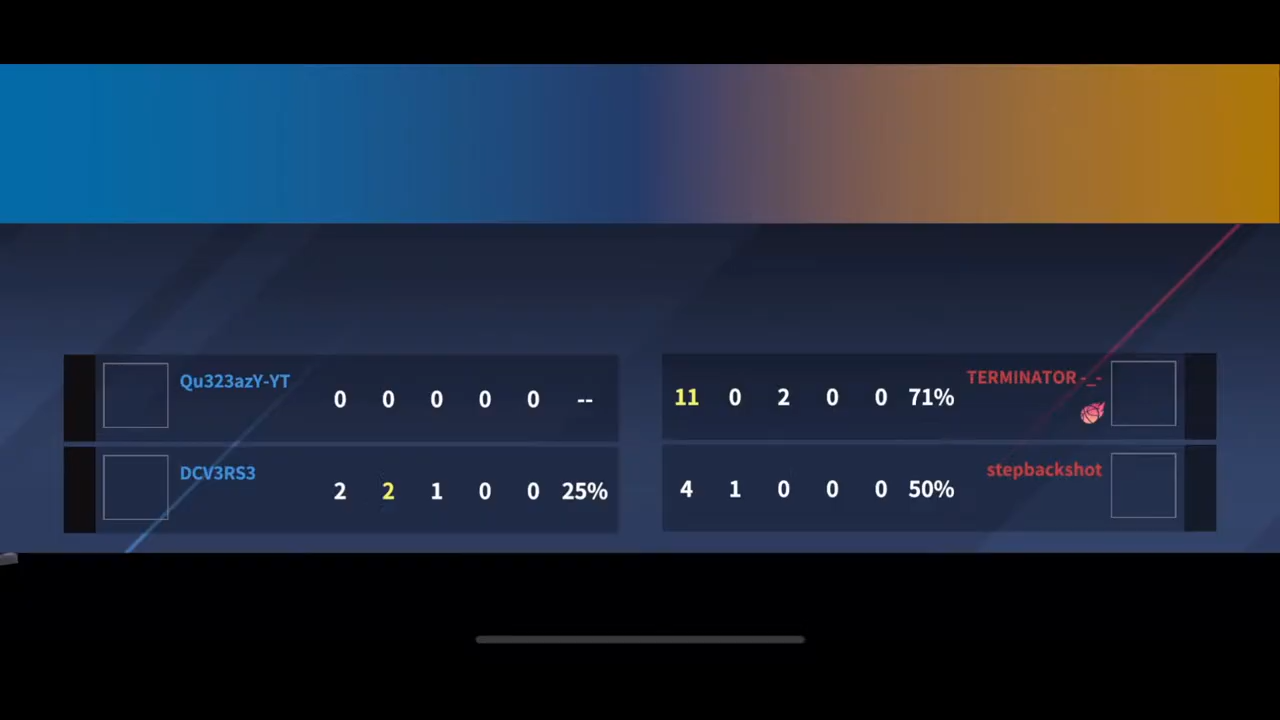 Qu323azY-YT 0 0 0 0 0 --
11 0 2 0 0 71% TERMINATOR -_-
DCV3RS3 2 2 1 0 0 25%
4 1 0 0 0 50% stepbackshot